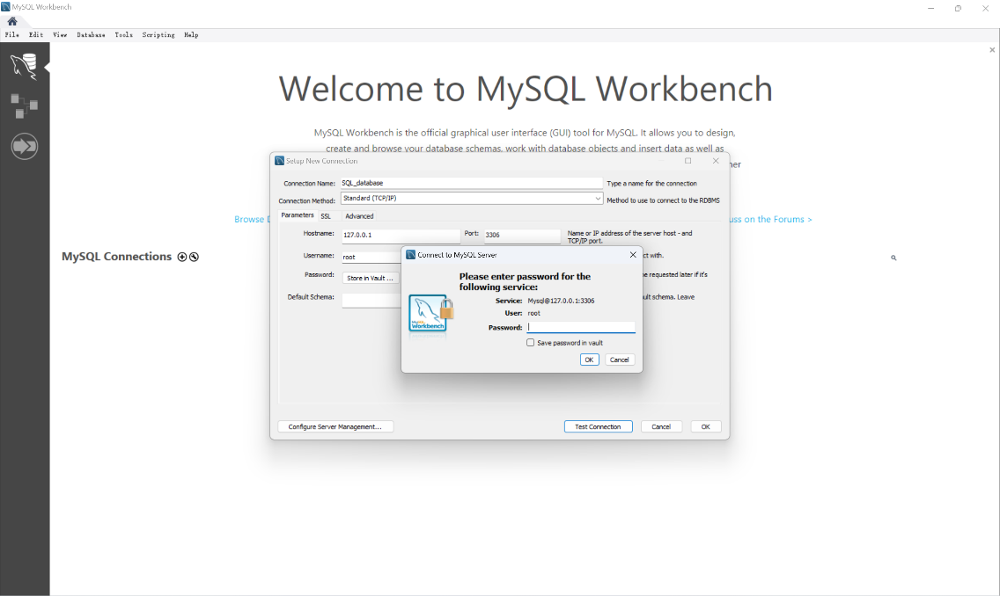 MySQL Workbench
File Edit View Database Tools Scripting Help
Welcome to MySQL Workbench
MySQL Workbench is the official graphical user interface (GUI) tool for MySQL. It allows you to design,
create and browse your database schemas, work with database objects and insert data as well as
Setup New Connection
Connection Name: SQL_database Type a name for the connection
Connection Method: Standard (TCP/IP) Method to use to connect to the RDBMS
Parameters SSL Advanced
Browse uss on the Forums >
Hostname: 127.0.0.1 Port: 3306 Name or IP address of the server host - and
TCP/IP port.
Username: root ct with.
Password: Store in Vault ... be requested later if it's
Default Schema: ult schema. Leave
MySQL Connections
Connect to MySQL Server
Please enter password for the
following service:
Service: Mysql@127.0.0.1:3306
User: root
MySQL
Workbench
Password:
Save password in vault
OK Cancel
Configure Server Management... Test Connection Cancel OK